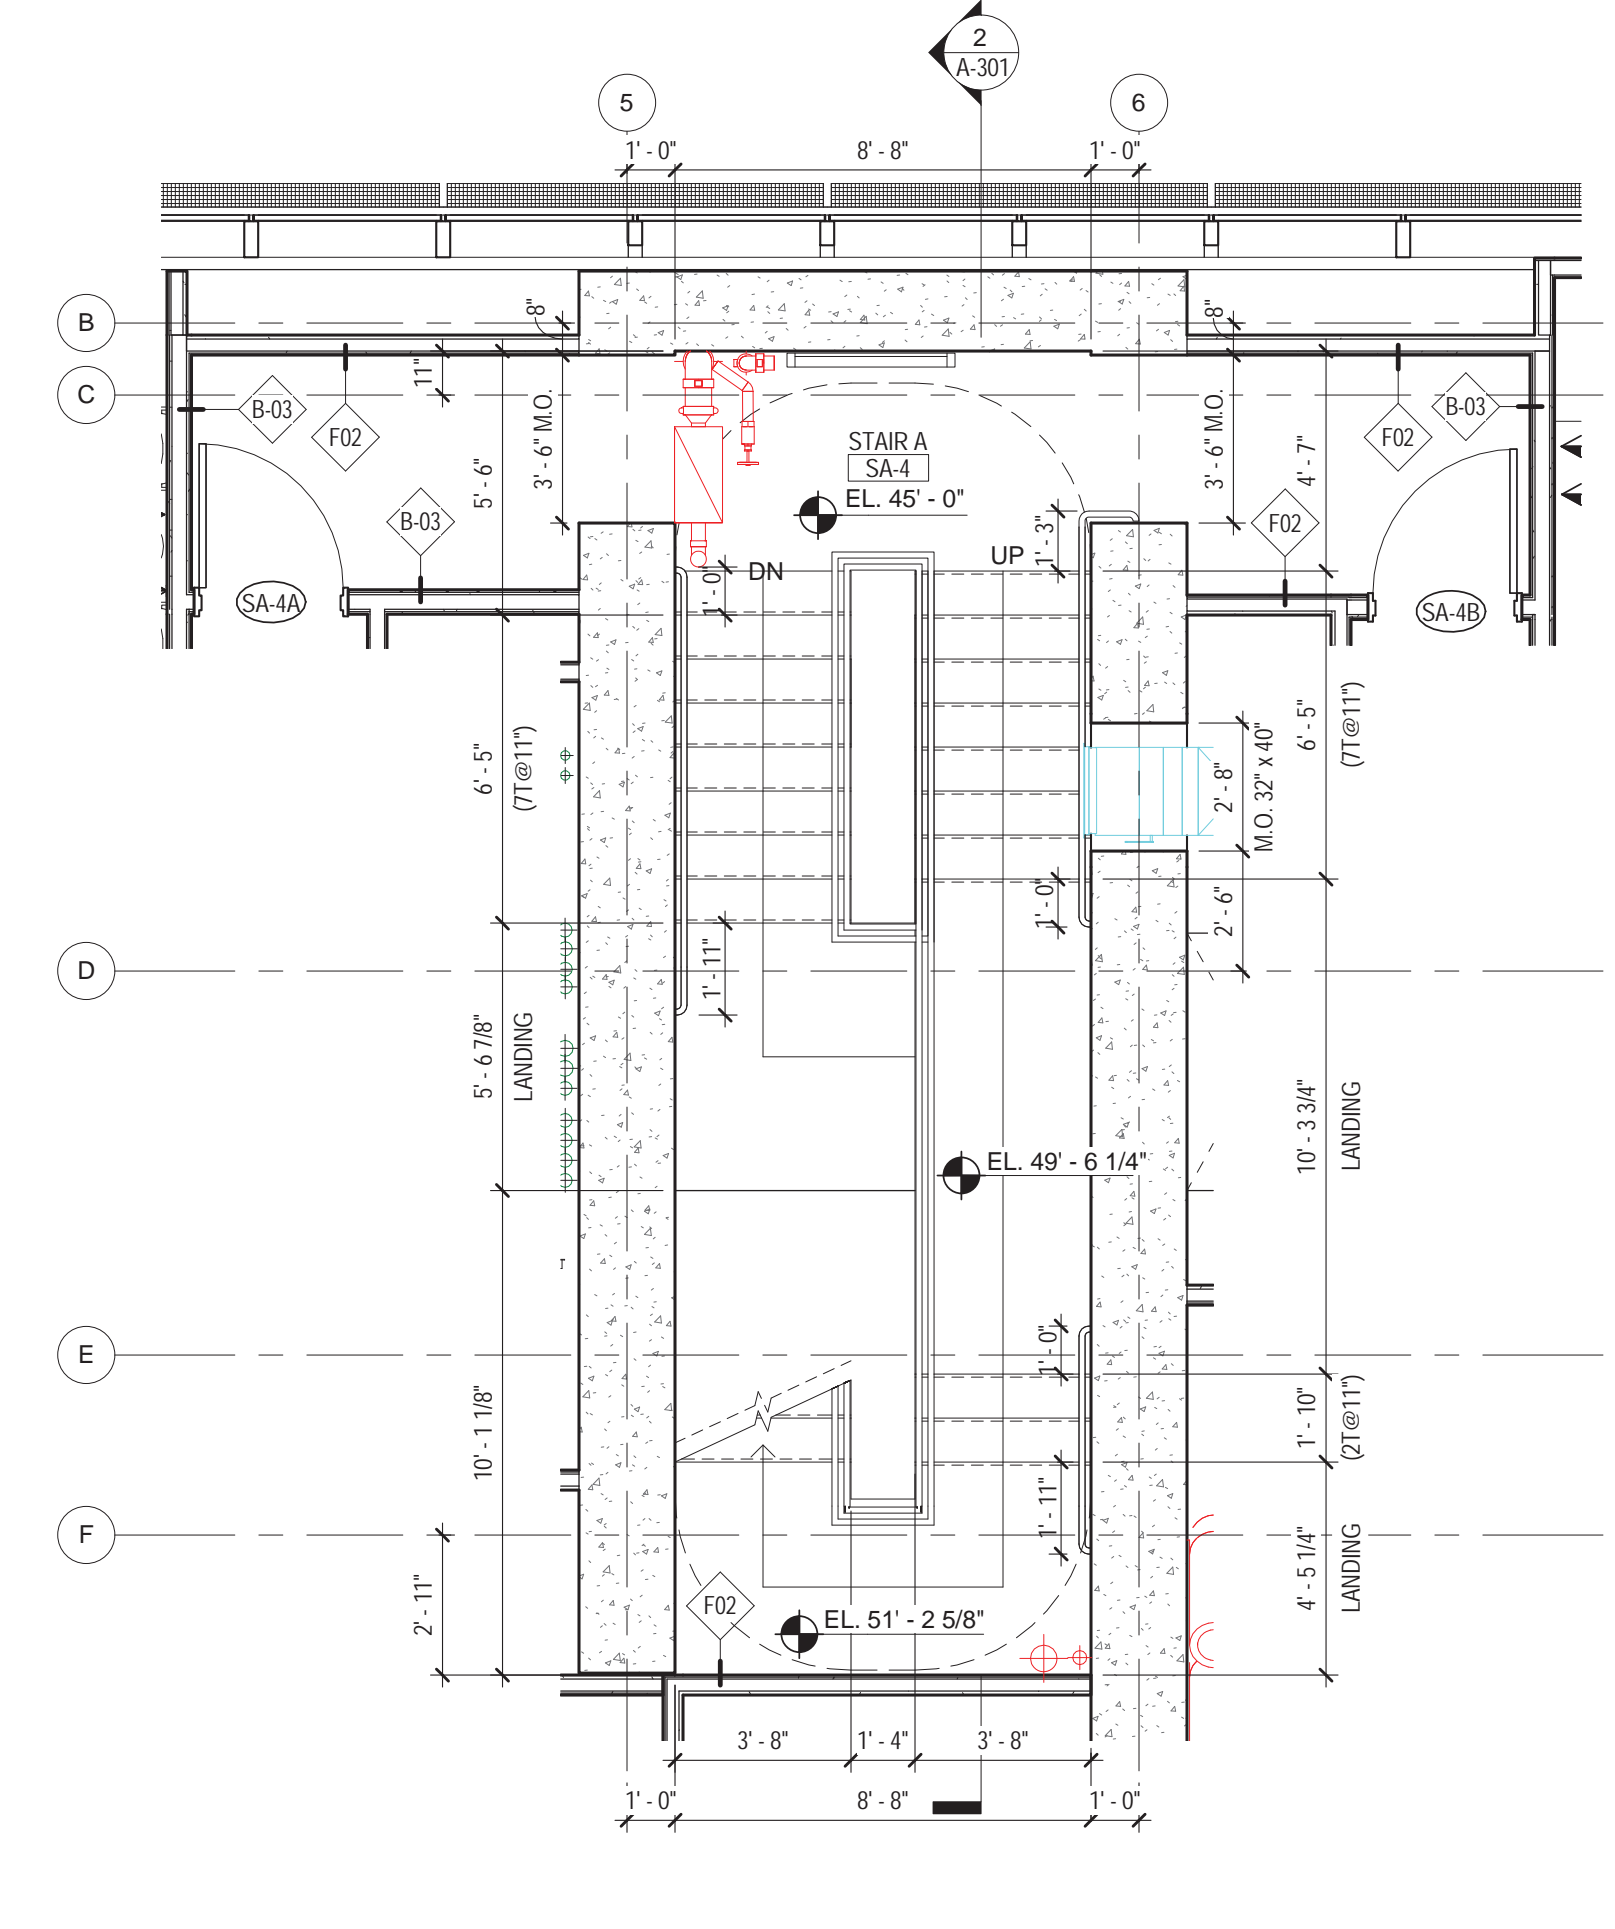 2
A-301
5
6
1' - 0"
8' - 8"
1' - 0"
B
8"
8"
C
11"
B-03
F02
3' - 6" M.O.
5' - 6"
STAIR A
SA-4
EL. 45' - 0"
3' - 6" M.O.
4' - 7"
F02
B-03
B-03
F02
1' - 3"
DN
UP
1' - 0"
SA-4A
SA-4B
6' - 5"
(7T@11")
6' - 5"
(7T@11")
2' - 8"
M.O. 32" x 40"
1' - 0"
2' - 6"
D
1' - 11"
5' - 6 7/8"
LANDING
10' - 3 3/4"
LANDING
EL. 49' - 6 1/4"
E
1' - 0"
10' - 1 1/8"
1' - 10"
(2T@11")
F
1' - 11"
2' - 11"
F02
EL. 51' - 2 5/8"
4' - 5 1/4"
LANDING
3' - 8"
1' - 4"
3' - 8"
1' - 0"
8' - 8"
1' - 0"